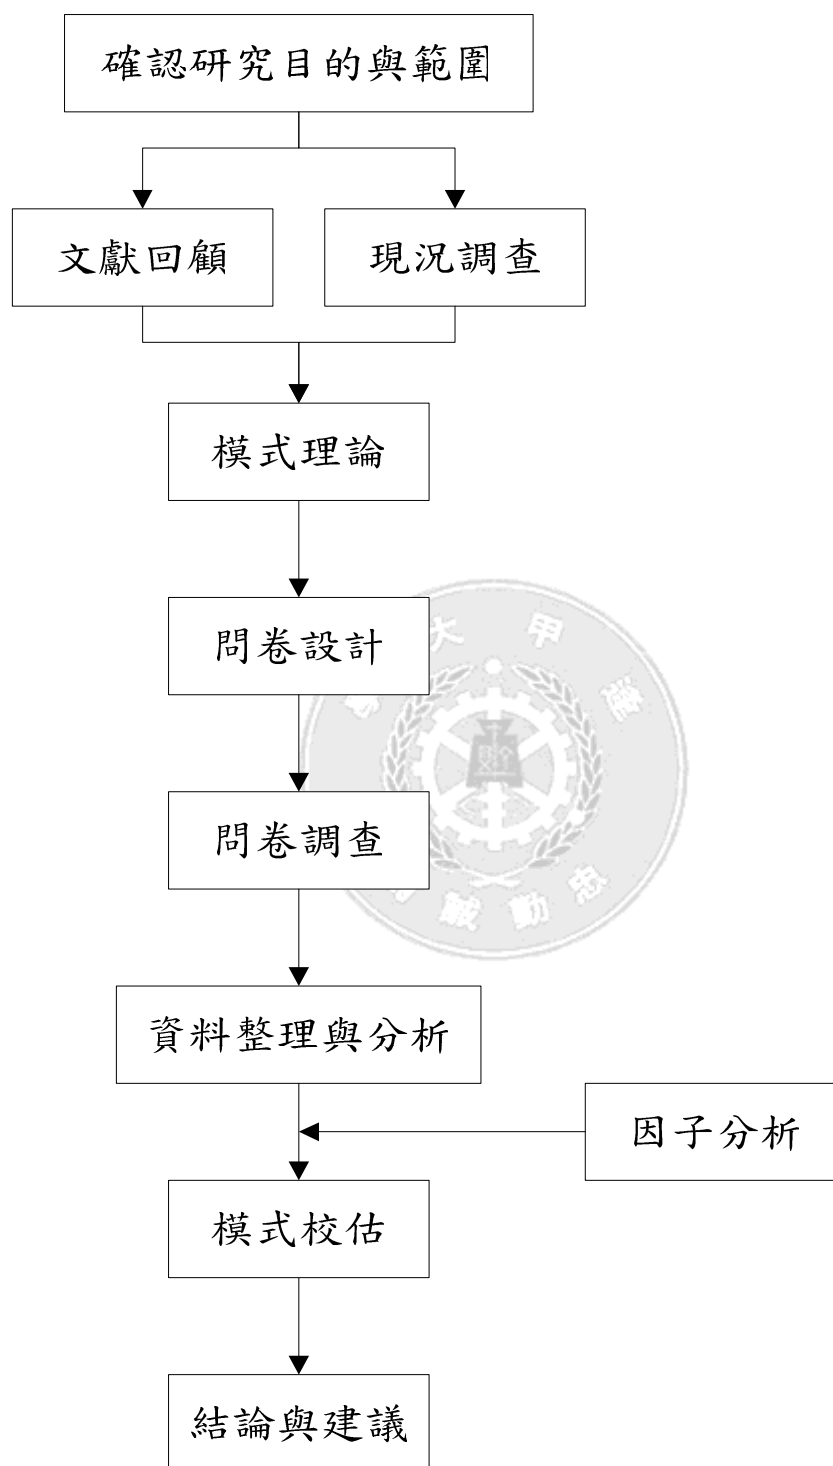 確認研究目的與範圍
文獻回顧
現況調查
模式理論
問卷設計
問卷調查
資料整理與分析
因子分析
模式校估
結論與建議